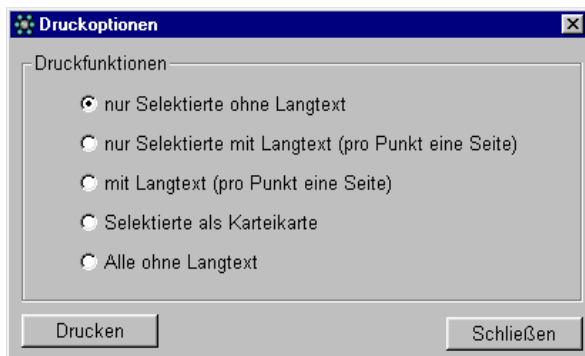 Druckoptionen
Druckfunktionen
nur Selektierte ohne Langtext
nur Selektierte mit Langtext (pro Punkt eine Seite)
mit Langtext (pro Punkt eine Seite)
Selektierte als Karteikarte
Alle ohne Langtext
Drucken
Schließen